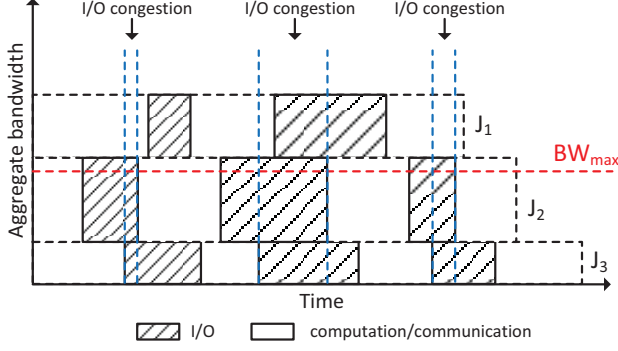 I/O congestion I/O congestion I/O congestion
Aggregate bandwidth
J1
BWmax
J2
J3
Time
I/O computation/communication